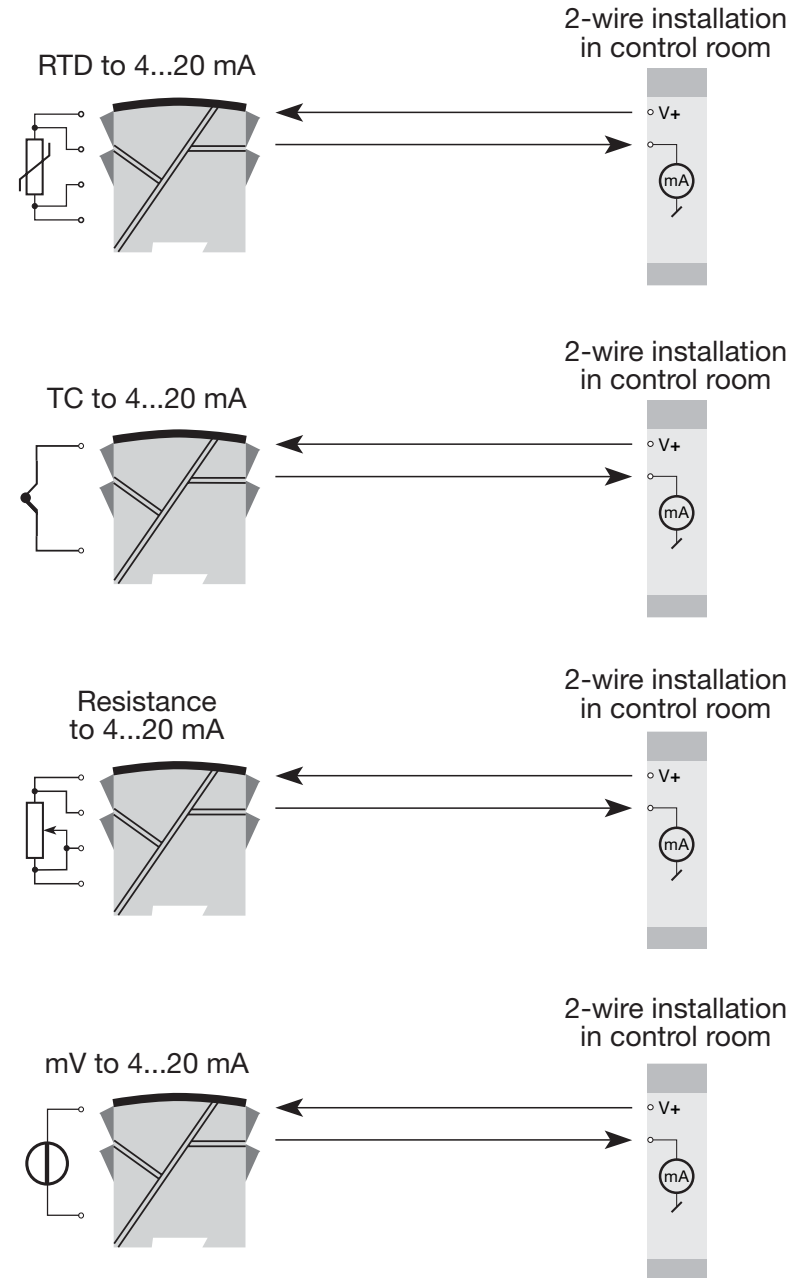 2-wire installation
in control room
RTD to 4...20 mA
V+
mA
2-wire installation
in control room
TC to 4...20 mA
V+
mA
2-wire installation
in control room
Resistance
to 4...20 mA
V+
mA
2-wire installation
in control room
mV to 4...20 mA
V+
mA